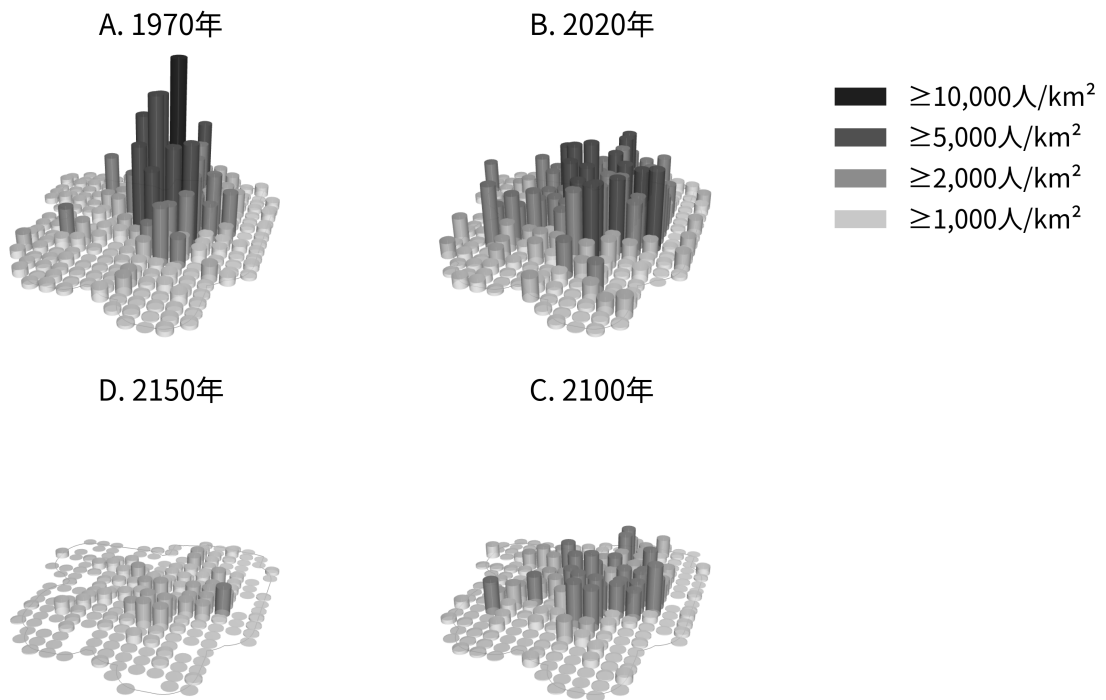 A. 1970年
B. 2020年
≥10,000人/km²
≥5,000人/km²
≥2,000人/km²
≥1,000人/km²
D. 2150年
C. 2100年